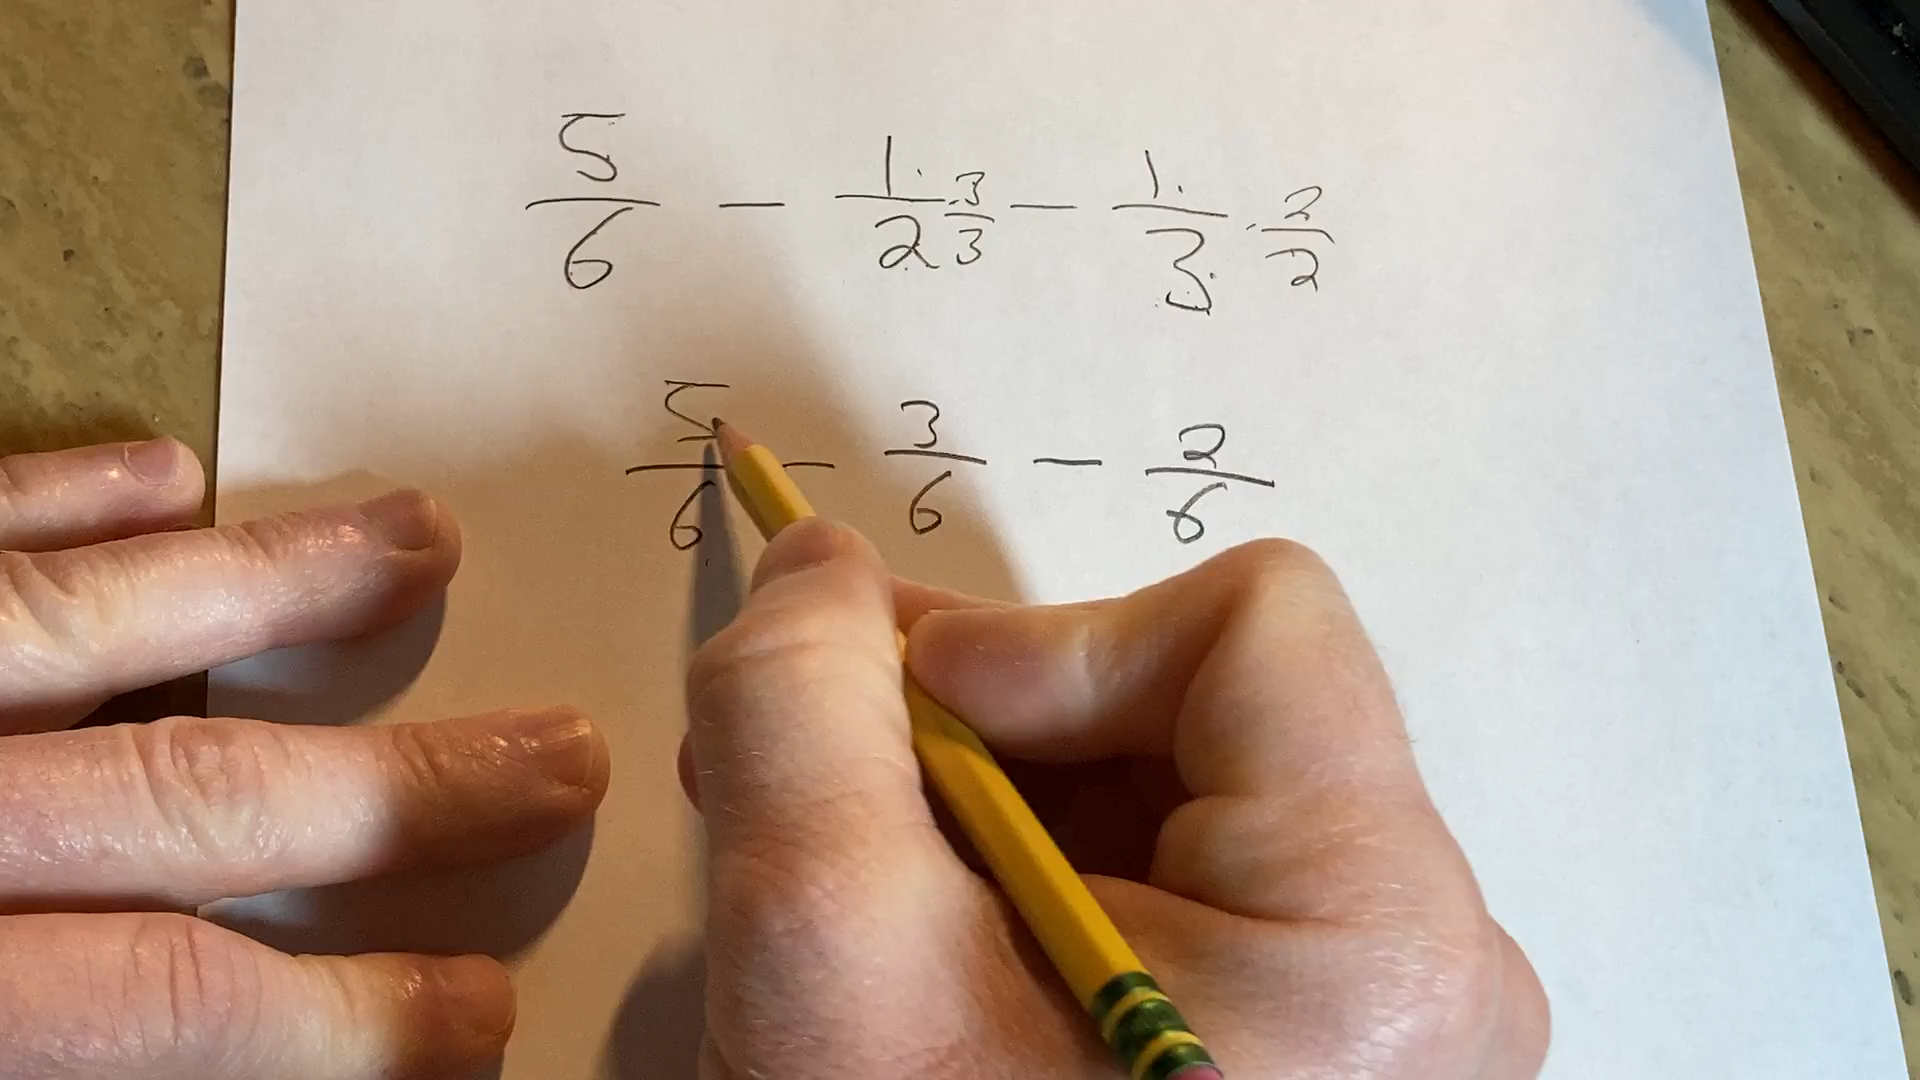 5/6 - 1/2 · 3/3 - 1/3 · 2/2
5/6 - 3/6 - 2/6